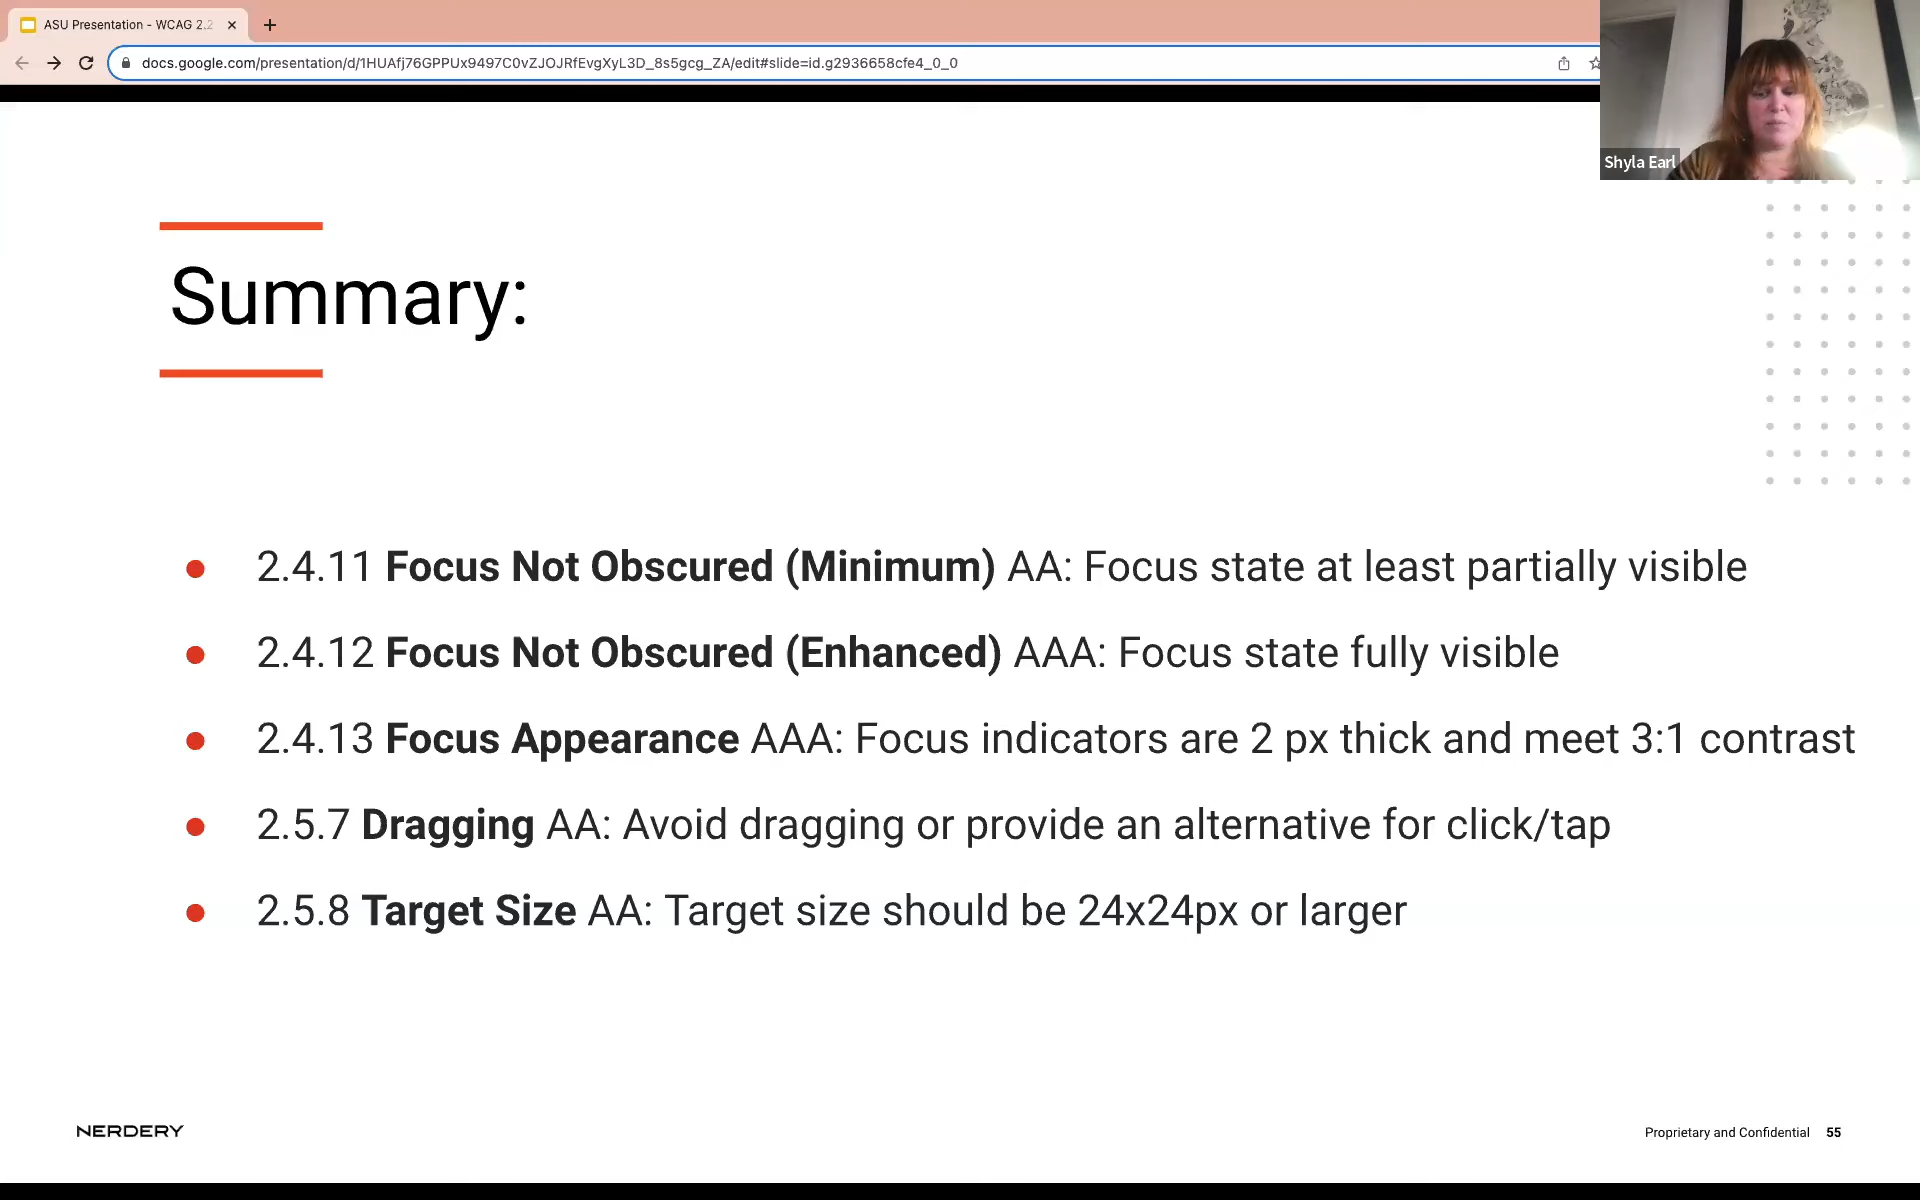 ASU Presentation - WCAG 2.2
docs.google.com/presentation/d/1HUAfj76GPPUx9497C0vZJOJRfEvgXyL3D_8s5gcg_ZA/edit#slide=id.g2936658cfe4_0_0
Shyla Earl
Summary:
2.4.11 Focus Not Obscured (Minimum) AA: Focus state at least partially visible
2.4.12 Focus Not Obscured (Enhanced) AAA: Focus state fully visible
2.4.13 Focus Appearance AAA: Focus indicators are 2 px thick and meet 3:1 contrast
2.5.7 Dragging AA: Avoid dragging or provide an alternative for click/tap
2.5.8 Target Size AA: Target size should be 24x24px or larger
NERDERY
Proprietary and Confidential 55